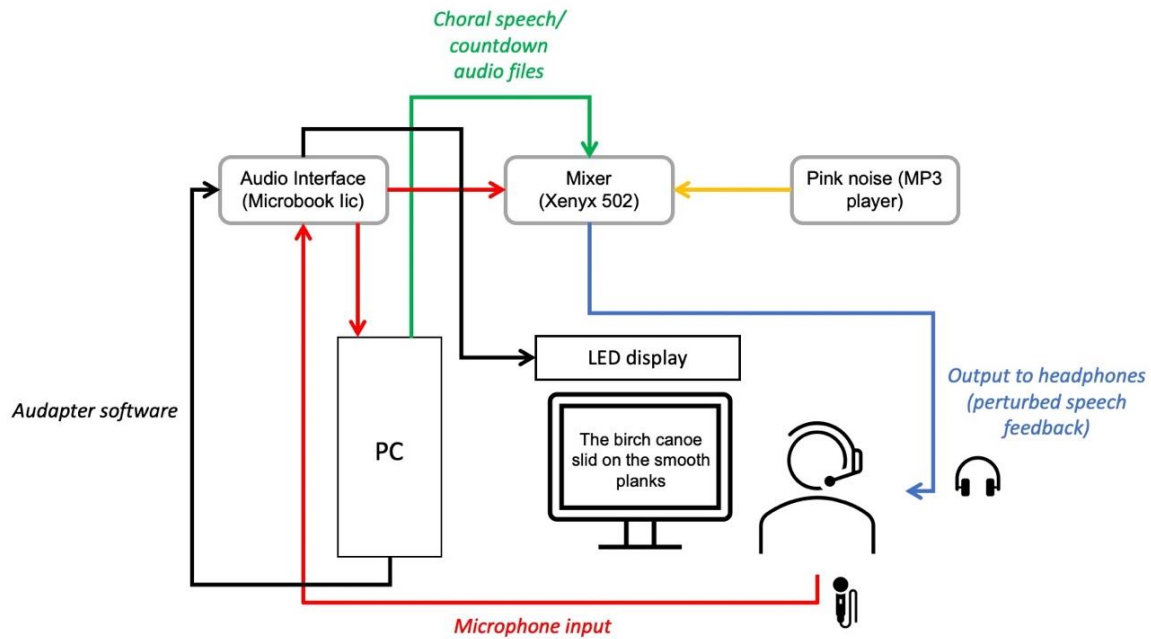 Choral speech/
countdown
audio files
Audio Interface
(Microbook IIc)
Mixer
(Xenyx 502)
Pink noise (MP3
player)
LED display
Output to headphones
(perturbed speech
feedback)
Audapter software
PC
The birch canoe
slid on the smooth
planks
Microphone input